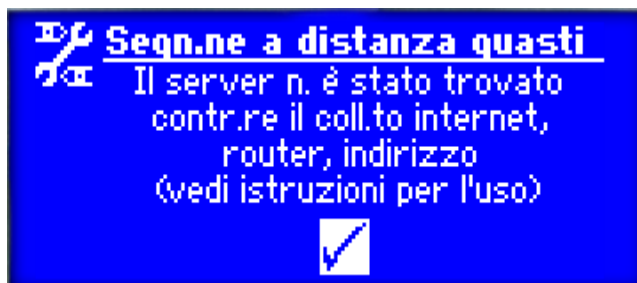 Segn.ne a distanza guasti
Il server n. è stato trovato
contr.re il coll.to internet,
router, indirizzo
(vedi istruzioni per l'uso)